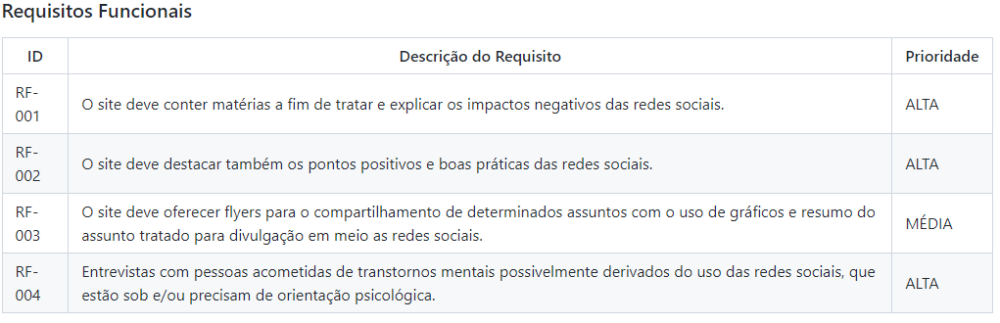 Requisitos Funcionais
ID Descrição do Requisito Prioridade
RF-
001 O site deve conter matérias a fim de tratar e explicar os impactos negativos das redes sociais. ALTA
RF-
002 O site deve destacar também os pontos positivos e boas práticas das redes sociais. ALTA
RF-
003 O site deve oferecer flyers para o compartilhamento de determinados assuntos com o uso de gráficos e resumo do
assunto tratado para divulgação em meio as redes sociais. MÉDIA
RF-
004 Entrevistas com pessoas acometidas de transtornos mentais possivelmente derivados do uso das redes sociais, que
estão sob e/ou precisam de orientação psicológica. ALTA